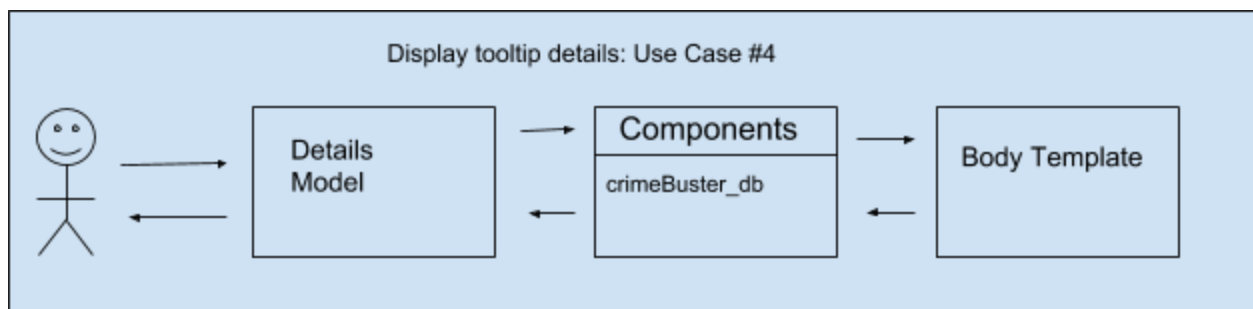 Display tooltip details: Use Case #4
Details
Model
Components
crimeBuster_db
Body Template